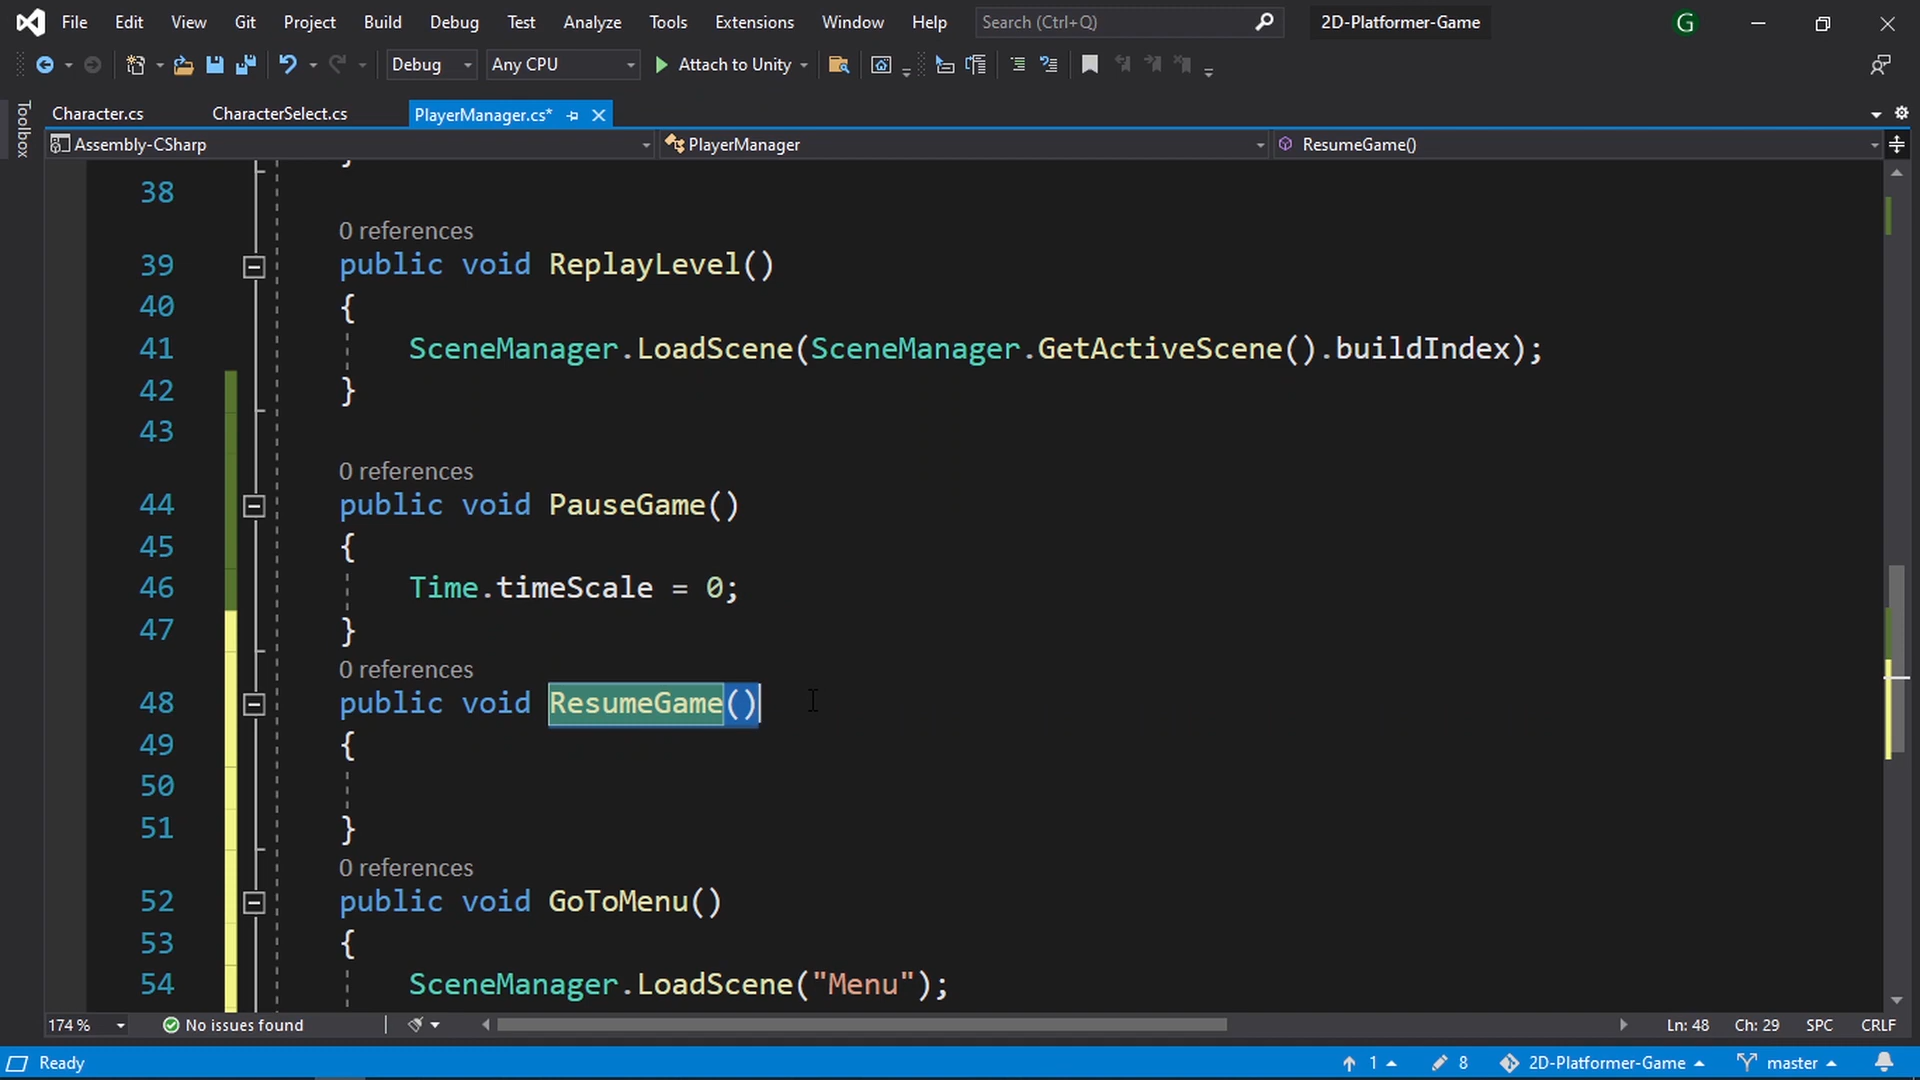 File Edit View Git Project Build Debug Test Analyze Tools Extensions Window Help Search (Ctrl+Q) 2D-Platformer-Game G
Debug Any CPU Attach to Unity
Toolbox
Character.cs CharacterSelect.cs PlayerManager.cs*
Assembly-CSharp PlayerManager ResumeGame()
38
0 references
39 public void ReplayLevel()
40 {
41 SceneManager.LoadScene(SceneManager.GetActiveScene().buildIndex);
42 }
43
0 references
44 public void PauseGame()
45 {
46 Time.timeScale = 0;
47 }
0 references
48 public void ResumeGame()
49 {
50
51 }
0 references
52 public void GoToMenu()
53 {
54 SceneManager.LoadScene("Menu");
174 % No issues found Ln: 48 Ch: 29 SPC CRLF
Ready 1 8 2D-Platformer-Game master